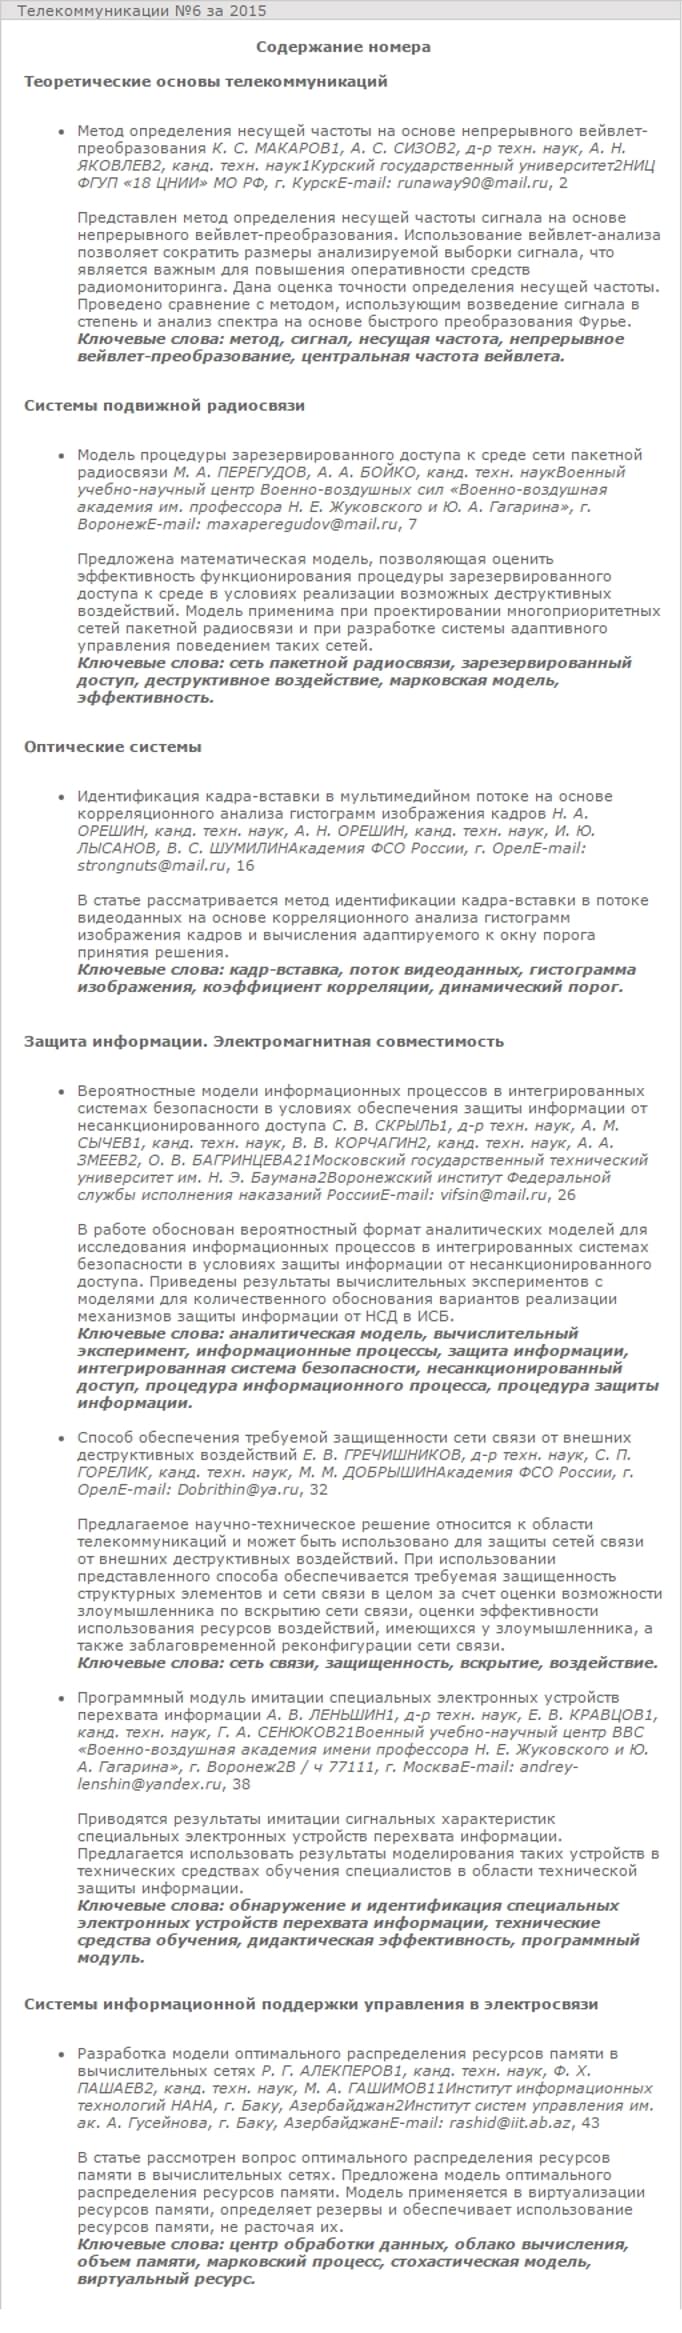 Телекоммуникации №6 за 2015
Содержание номера
Теоретические основы телекоммуникаций
• Метод определения несущей частоты на основе непрерывного вейвлет-
преобразования К. С. МАКАРОВ1, А. С. СИЗОВ2, д-р техн. наук, А. Н.
ЯКОВЛЕВ2, канд. техн. наук1Курский государственный университет2НИЦ
ФГУП «18 ЦНИИ» МО РФ, г. КурскE-mail: runaway90@mail.ru, 2
Представлен метод определения несущей частоты сигнала на основе
непрерывного вейвлет-преобразования. Использование вейвлет-анализа
позволяет сократить размеры анализируемой выборки сигнала, что
является важным для повышения оперативности средств
радиомониторинга. Дана оценка точности определения несущей частоты.
Проведено сравнение с методом, использующим возведение сигнала в
степень и анализ спектра на основе быстрого преобразования Фурье.
Ключевые слова: метод, сигнал, несущая частота, непрерывное
вейвлет-преобразование, центральная частота вейвлета.
Системы подвижной радиосвязи
• Модель процедуры зарезервированного доступа к среде сети пакетной
радиосвязи М. А. ПЕРЕГУДОВ, А. А. БОЙКО, канд. техн. наукВоенный
учебно-научный центр Военно-воздушных сил «Военно-воздушная
академия им. профессора Н. Е. Жуковского и Ю. А. Гагарина», г.
ВоронежE-mail: maxaperegudov@mail.ru, 7
Предложена математическая модель, позволяющая оценить
эффективность функционирования процедуры зарезервированного
доступа к среде в условиях реализации возможных деструктивных
воздействий. Модель применима при проектировании многоприоритетных
сетей пакетной радиосвязи и при разработке системы адаптивного
управления поведением таких сетей.
Ключевые слова: сеть пакетной радиосвязи, зарезервированный
доступ, деструктивное воздействие, марковская модель,
эффективность.
Оптические системы
• Идентификация кадра-вставки в мультимедийном потоке на основе
корреляционного анализа гистограмм изображения кадров Н. А.
ОРЕШИН, канд. техн. наук, А. Н. ОРЕШИН, канд. техн. наук, И. Ю.
ЛЫСАНОВ, В. С. ШУМИЛИНАкадемия ФСО России, г. ОрелE-mail:
strongnuts@mail.ru, 16
В статье рассматривается метод идентификации кадра-вставки в потоке
видеоданных на основе корреляционного анализа гистограмм
изображения кадров и вычисления адаптируемого к окну порога
принятия решения.
Ключевые слова: кадр-вставка, поток видеоданных, гистограмма
изображения, коэффициент корреляции, динамический порог.
Защита информации. Электромагнитная совместимость
• Вероятностные модели информационных процессов в интегрированных
системах безопасности в условиях обеспечения защиты информации от
несанкционированного доступа С. В. СКРЫЛЬ1, д-р техн. наук, А. М.
СЫЧЕВ1, канд. техн. наук, В. В. КОРЧАГИН2, канд. техн. наук, А. А.
ЗМЕЕВ2, О. В. БАГРИНЦЕВА21Московский государственный технический
университет им. Н. Э. Баумана2Воронежский институт Федеральной
службы исполнения наказаний РоссииE-mail: vifsin@mail.ru, 26
В работе обоснован вероятностный формат аналитических моделей для
исследования информационных процессов в интегрированных системах
безопасности в условиях защиты информации от несанкционированного
доступа. Приведены результаты вычислительных экспериментов с
моделями для количественного обоснования вариантов реализации
механизмов защиты информации от НСД в ИСБ.
Ключевые слова: аналитическая модель, вычислительный
эксперимент, информационные процессы, защита информации,
интегрированная система безопасности, несанкционированный
доступ, процедура информационного процесса, процедура защиты
информации.
• Способ обеспечения требуемой защищенности сети связи от внешних
деструктивных воздействий Е. В. ГРЕЧИШНИКОВ, д-р техн. наук, С. П.
ГОРЕЛИК, канд. техн. наук, М. М. ДОБРЫШИНАкадемия ФСО России, г.
ОрелE-mail: Dobrithin@ya.ru, 32
Предлагаемое научно-техническое решение относится к области
телекоммуникаций и может быть использовано для защиты сетей связи
от внешних деструктивных воздействий. При использовании
представленного способа обеспечивается требуемая защищенность
структурных элементов и сети связи в целом за счет оценки возможности
злоумышленника по вскрытию сети связи, оценки эффективности
использования ресурсов воздействий, имеющихся у злоумышленника, а
также заблаговременной реконфигурации сети связи.
Ключевые слова: сеть связи, защищенность, вскрытие, воздействие.
• Программный модуль имитации специальных электронных устройств
перехвата информации А. В. ЛЕНЬШИН1, д-р техн. наук, Е. В. КРАВЦОВ1,
канд. техн. наук, Г. А. СЕНЮКОВ21Военный учебно-научный центр ВВС
«Военно-воздушная академия имени профессора Н. Е. Жуковского и Ю.
А. Гагарина», г. Воронеж2В / ч 77111, г. МоскваE-mail: andrey-
lenshin@yandex.ru, 38
Приводятся результаты имитации сигнальных характеристик
специальных электронных устройств перехвата информации.
Предлагается использовать результаты моделирования таких устройств в
технических средствах обучения специалистов в области технической
защиты информации.
Ключевые слова: обнаружение и идентификация специальных
электронных устройств перехвата информации, технические
средства обучения, дидактическая эффективность, программный
модуль.
Системы информационной поддержки управления в электросвязи
• Разработка модели оптимального распределения ресурсов памяти в
вычислительных сетях Р. Г. АЛЕКПЕРОВ1, канд. техн. наук, Ф. Х.
ПАШАЕВ2, канд. техн. наук, М. А. ГАШИМОВ11Институт информационных
технологий НАНА, г. Баку, Азербайджан2Институт систем управления им.
ак. А. Гусейнова, г. Баку, АзербайджанE-mail: rashid@iit.ab.az, 43
В статье рассмотрен вопрос оптимального распределения ресурсов
памяти в вычислительных сетях. Предложена модель оптимального
распределения ресурсов памяти. Модель применяется в виртуализации
ресурсов памяти, определяет резервы и обеспечивает использование
ресурсов памяти, не расточая их.
Ключевые слова: центр обработки данных, облако вычисления,
объем памяти, марковский процесс, стохастическая модель,
виртуальный ресурс.